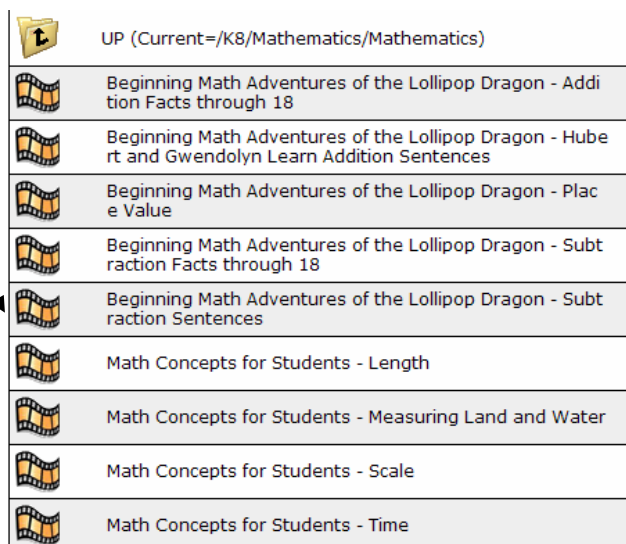 UP (Current=/K8/Mathematics/Mathematics)
Beginning Math Adventures of the Lollipop Dragon - Addi
tion Facts through 18
Beginning Math Adventures of the Lollipop Dragon - Hube
rt and Gwendolyn Learn Addition Sentences
Beginning Math Adventures of the Lollipop Dragon - Plac
e Value
Beginning Math Adventures of the Lollipop Dragon - Subt
raction Facts through 18
Beginning Math Adventures of the Lollipop Dragon - Subt
raction Sentences
Math Concepts for Students - Length
Math Concepts for Students - Measuring Land and Water
Math Concepts for Students - Scale
Math Concepts for Students - Time